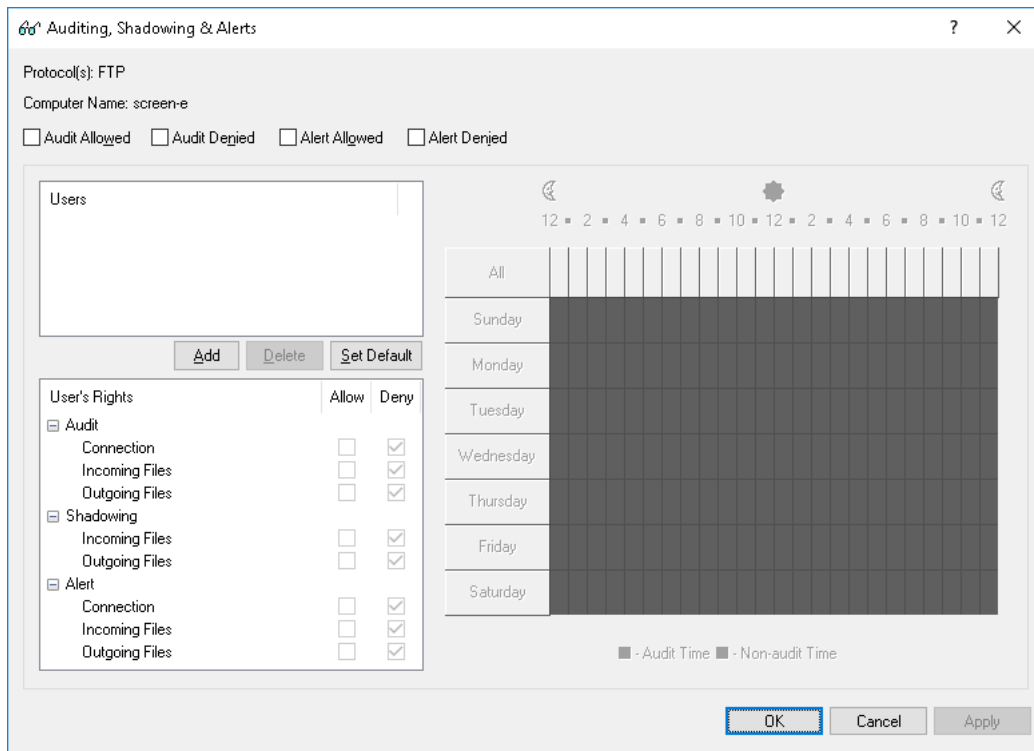 Auditing, Shadowing & Alerts
Protocol(s): FTP
Computer Name: screen-e
Audit Allowed Audit Denied Alert Allowed Alert Denied
Users
Add Delete Set Default
User's Rights Allow Deny
Audit
Connection
Incoming Files
Outgoing Files
Shadowing
Incoming Files
Outgoing Files
Alert
Connection
Incoming Files
Outgoing Files
12 2 4 6 8 10 12 2 4 6 8 10 12
All
Sunday
Monday
Tuesday
Wednesday
Thursday
Friday
Saturday
- Audit Time - Non-audit Time
OK Cancel Apply